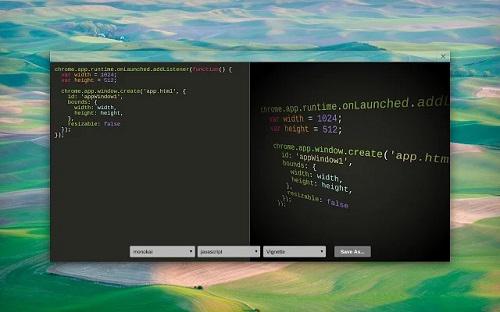 chrome.app.runtime.onLaunched.addListener(function() {
var width = 1024;
var height = 512;
chrome.app.window.create('app.html', {
id: 'appWindow1',
bounds: {
width: width,
height: height,
},
resizable: false
});
});
chrome.app.runtime.onLaunched.addL
var width = 1024;
var height = 512;
chrome.app.window.create('app.htm
id: 'appWindow1',
bounds: {
width: width,
height: height,
},
resizable: false
});
});
monokai
javascript
Vignette
Save As...